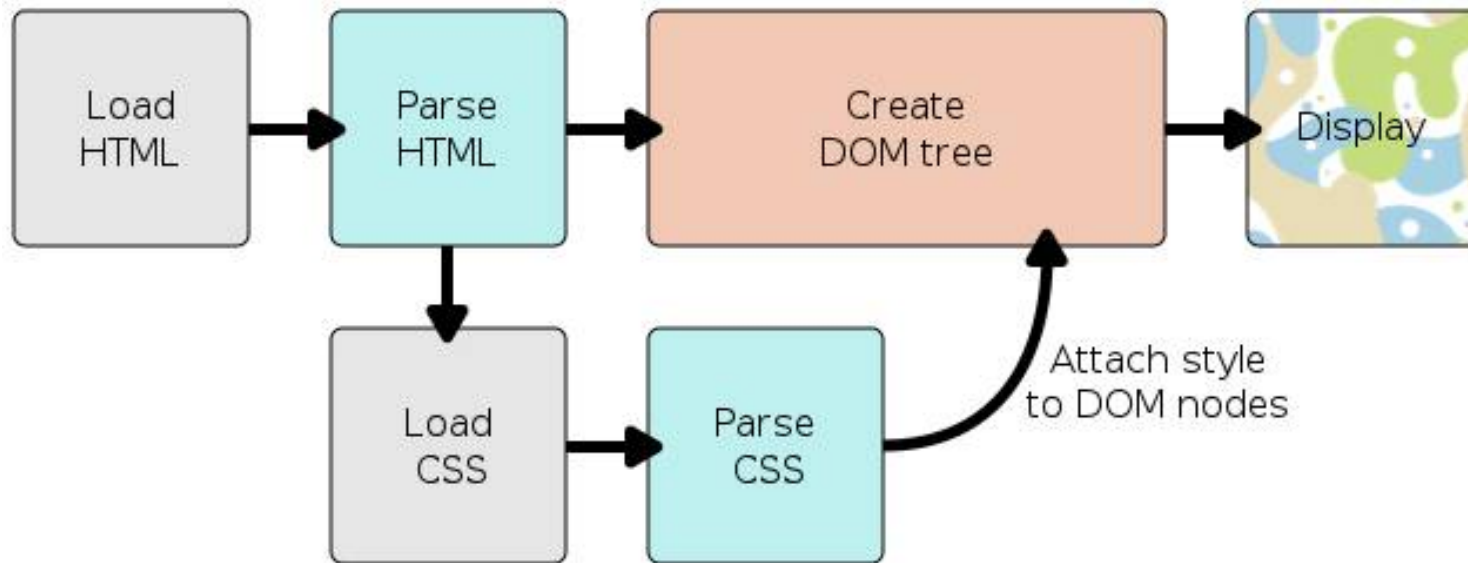 Load
HTML
Parse
HTML
Create
DOM tree
Display
Load
CSS
Parse
CSS
Attach style
to DOM nodes